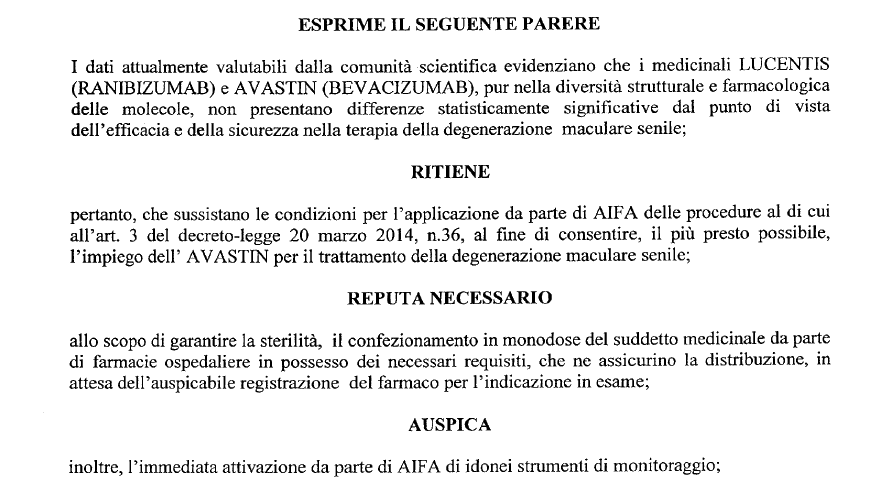 ESPRIME IL SEGUENTE PARERE
I dati attualmente valutabili dalla comunità scientifica evidenziano che i medicinali LUCENTIS
(RANIBIZUMAB) e AVASTIN (BEVACIZUMAB), pur nella diversità strutturale e farmacologica
delle molecole, non presentano differenze statisticamente significative dal punto di vista
dell'efficacia e della sicurezza nella terapia della degenerazione maculare senile;
RITIENE
pertanto, che sussistano le condizioni per l'applicazione da parte di AIFA delle procedure al di cui
all'art. 3 del decreto-legge 20 marzo 2014, n.36, al fine di consentire, il più presto possibile,
l'impiego dell' AVASTIN per il trattamento della degenerazione maculare senile;
REPUTA NECESSARIO
allo scopo di garantire la sterilità, il confezionamento in monodose del suddetto medicinale da parte
di farmacie ospedaliere in possesso dei necessari requisiti, che ne assicurino la distribuzione, in
attesa dell'auspicabile registrazione del farmaco per l'indicazione in esame;
AUSPICA
inoltre, l'immediata attivazione da parte di AIFA di idonei strumenti di monitoraggio;